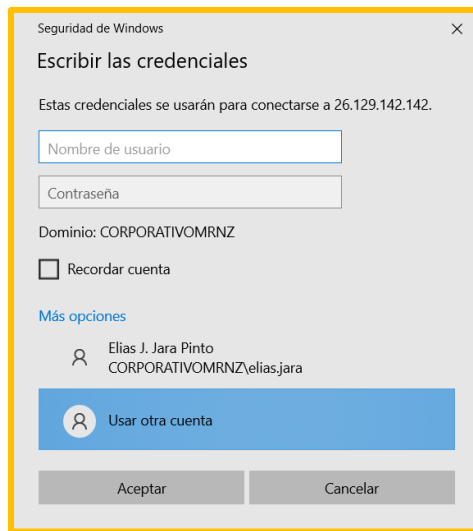 Seguridad de Windows
Escribir las credenciales
Estas credenciales se usarán para conectarse a 26.129.142.142.
Nombre de usuario
Contraseña
Dominio: CORPORATIVOMRNZ
Recordar cuenta
Más opciones
Elias J. Jara Pinto
CORPORATIVOMRNZ\elias.jara
Usar otra cuenta
Aceptar
Cancelar